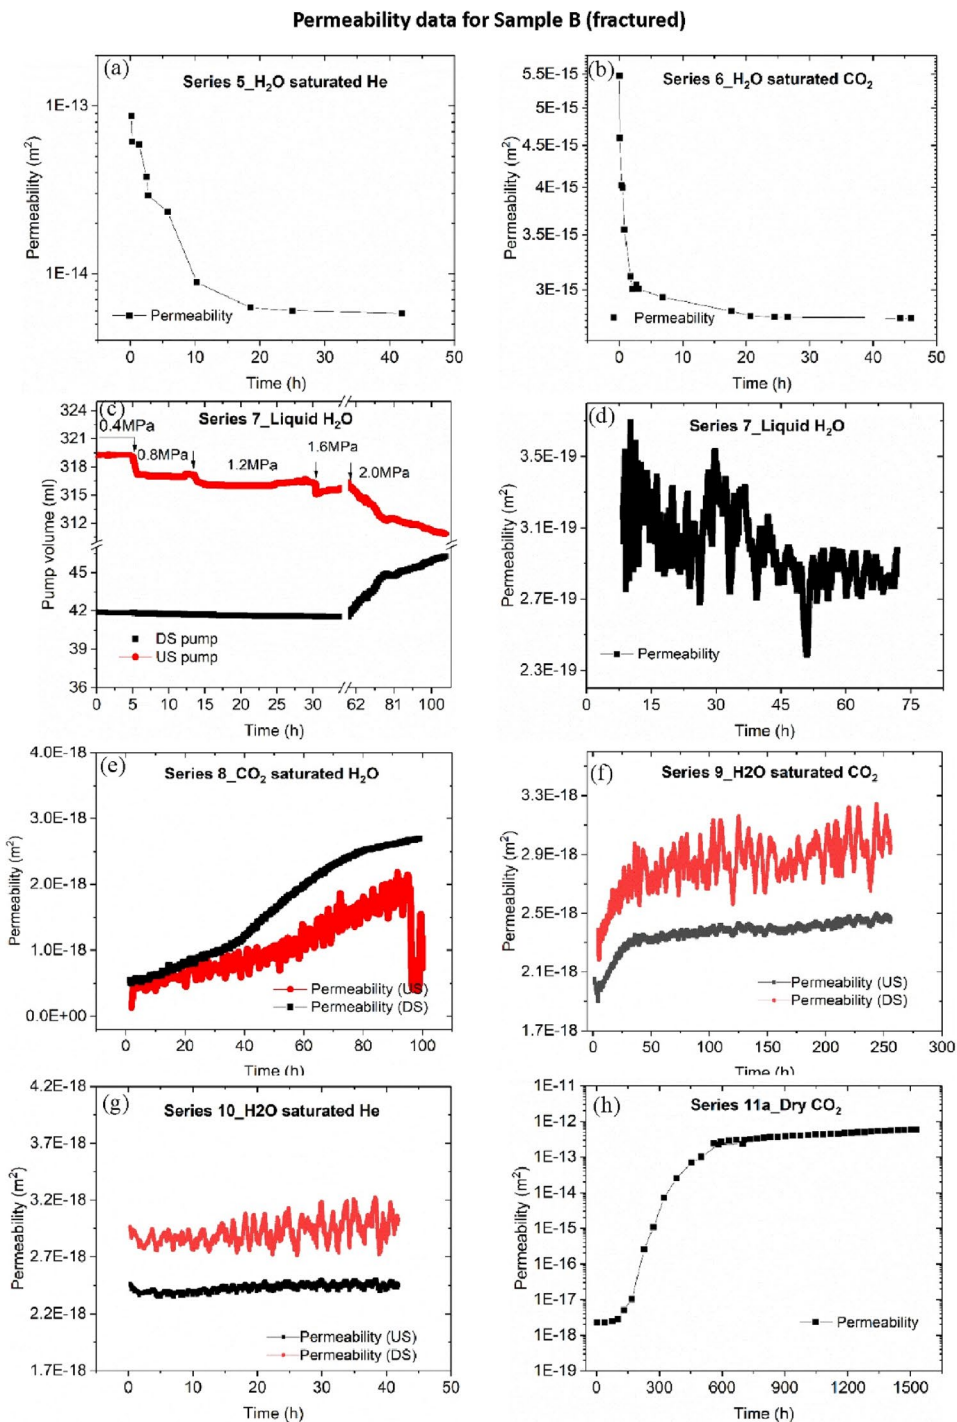 Permeability data for Sample B (fractured)
(a)
Series 5_H₂O saturated He
1E-13
1E-14
Permeability (m²)
Permeability
0 10 20 30 40 50
Time (h)
(b)
Series 6_H₂O saturated CO₂
5.5E-15
5E-15
4.5E-15
4E-15
3.5E-15
3E-15
Permeability (m²)
Permeability
0 10 20 30 40 50
Time (h)
(c)
Series 7_Liquid H₂O
324
321
318
315
312
45
42
39
36
Pump volume (ml)
0.4MPa
0.8MPa
1.2MPa
1.6MPa
2.0MPa
DS pump
US pump
0 5 10 15 20 25 30 62 81 100
Time (h)
(d)
Series 7_Liquid H₂O
3.5E-19
3.1E-19
2.7E-19
2.3E-19
Permeability (m²)
Permeability
0 15 30 45 60 75
Time (h)
(e)
Series 8_CO₂ saturated H₂O
4.0E-18
3.0E-18
2.0E-18
1.0E-18
0.0E+00
Permeability (m²)
Permeability (US)
Permeability (DS)
0 20 40 60 80 100
Time (h)
(f)
Series 9_H2O saturated CO₂
3.3E-18
2.9E-18
2.5E-18
2.1E-18
1.7E-18
Permeability (m²)
Permeability (US)
Permeability (DS)
0 50 100 150 200 250 300
Time (h)
(g)
Series 10_H2O saturated He
4.2E-18
3.7E-18
3.2E-18
2.7E-18
2.2E-18
1.7E-18
Permeability (m²)
Permeability (US)
Permeability (DS)
0 10 20 30 40 50
Time (h)
(h)
Series 11a_Dry CO₂
1E-11
1E-12
1E-13
1E-14
1E-15
1E-16
1E-17
1E-18
1E-19
Permeability (m²)
Permeability
0 300 600 900 1200 1500
Time (h)